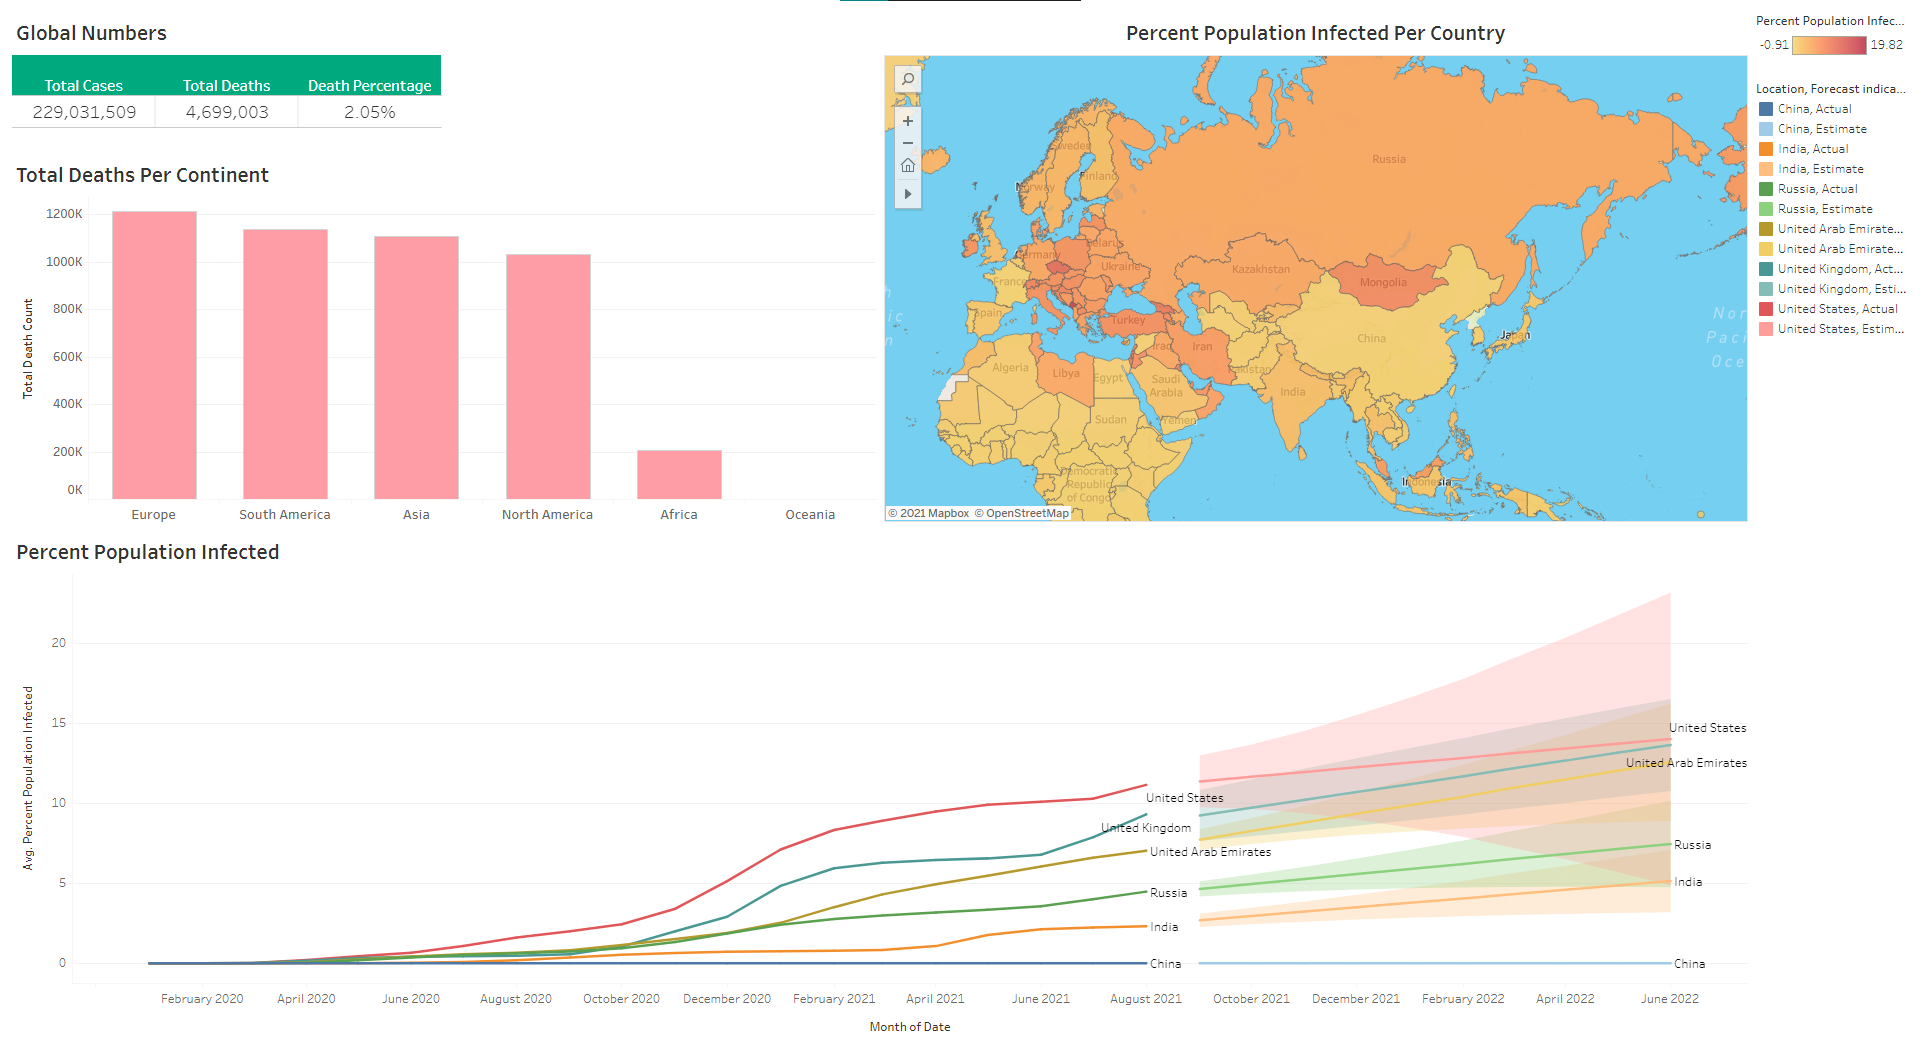 Global Numbers
Total Cases Total Deaths Death Percentage
229,031,509 4,699,003 2.05%
Total Deaths Per Continent
Total Death Count
1200K
1000K
800K
600K
400K
200K
0K
Europe South America Asia North America Africa Oceania
Percent Population Infected Per Country
Russia
Sweden
Finland
Norway
Belarus
Germany
Ukraine
France
Kazakhstan
Mongolia
Spain
Turkey
China
Japan
Iraq
Iran
Algeria
Libya
Egypt
Pakistan
Saudi
Arabia
India
Sudan
Yemen
Democratic
Republic
of Congo
Indonesia
Nor
Paci
Oce
© 2021 Mapbox © OpenStreetMap
Percent Population Infec...
-0.91 19.82
Location, Forecast indica...
China, Actual
China, Estimate
India, Actual
India, Estimate
Russia, Actual
Russia, Estimate
United Arab Emirate...
United Arab Emirate...
United Kingdom, Act...
United Kingdom, Esti...
United States, Actual
United States, Estim...
Percent Population Infected
Avg. Percent Population Infected
20
15
10
5
0
United States
United Kingdom
United Arab Emirates
Russia
India
China
United States
United Arab Emirates
Russia
India
China
February 2020 April 2020 June 2020 August 2020 October 2020 December 2020 February 2021 April 2021 June 2021 August 2021 October 2021 December 2021 February 2022 April 2022 June 2022
Month of Date